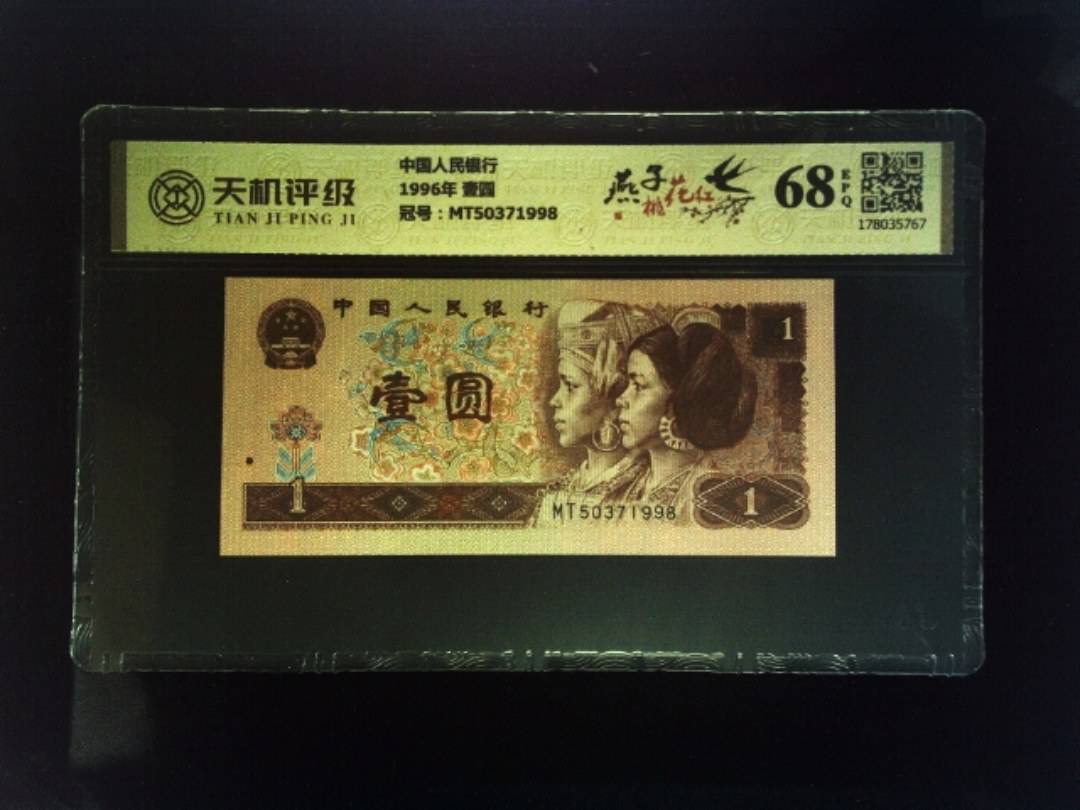 天机评级
TIAN JI PING JI
中国人民银行
1996年 壹圆
冠号：MT50371998
燕子桃花红
68
EPQ
178035767
中国人民银行
壹圆
1
1
MT50371998
1